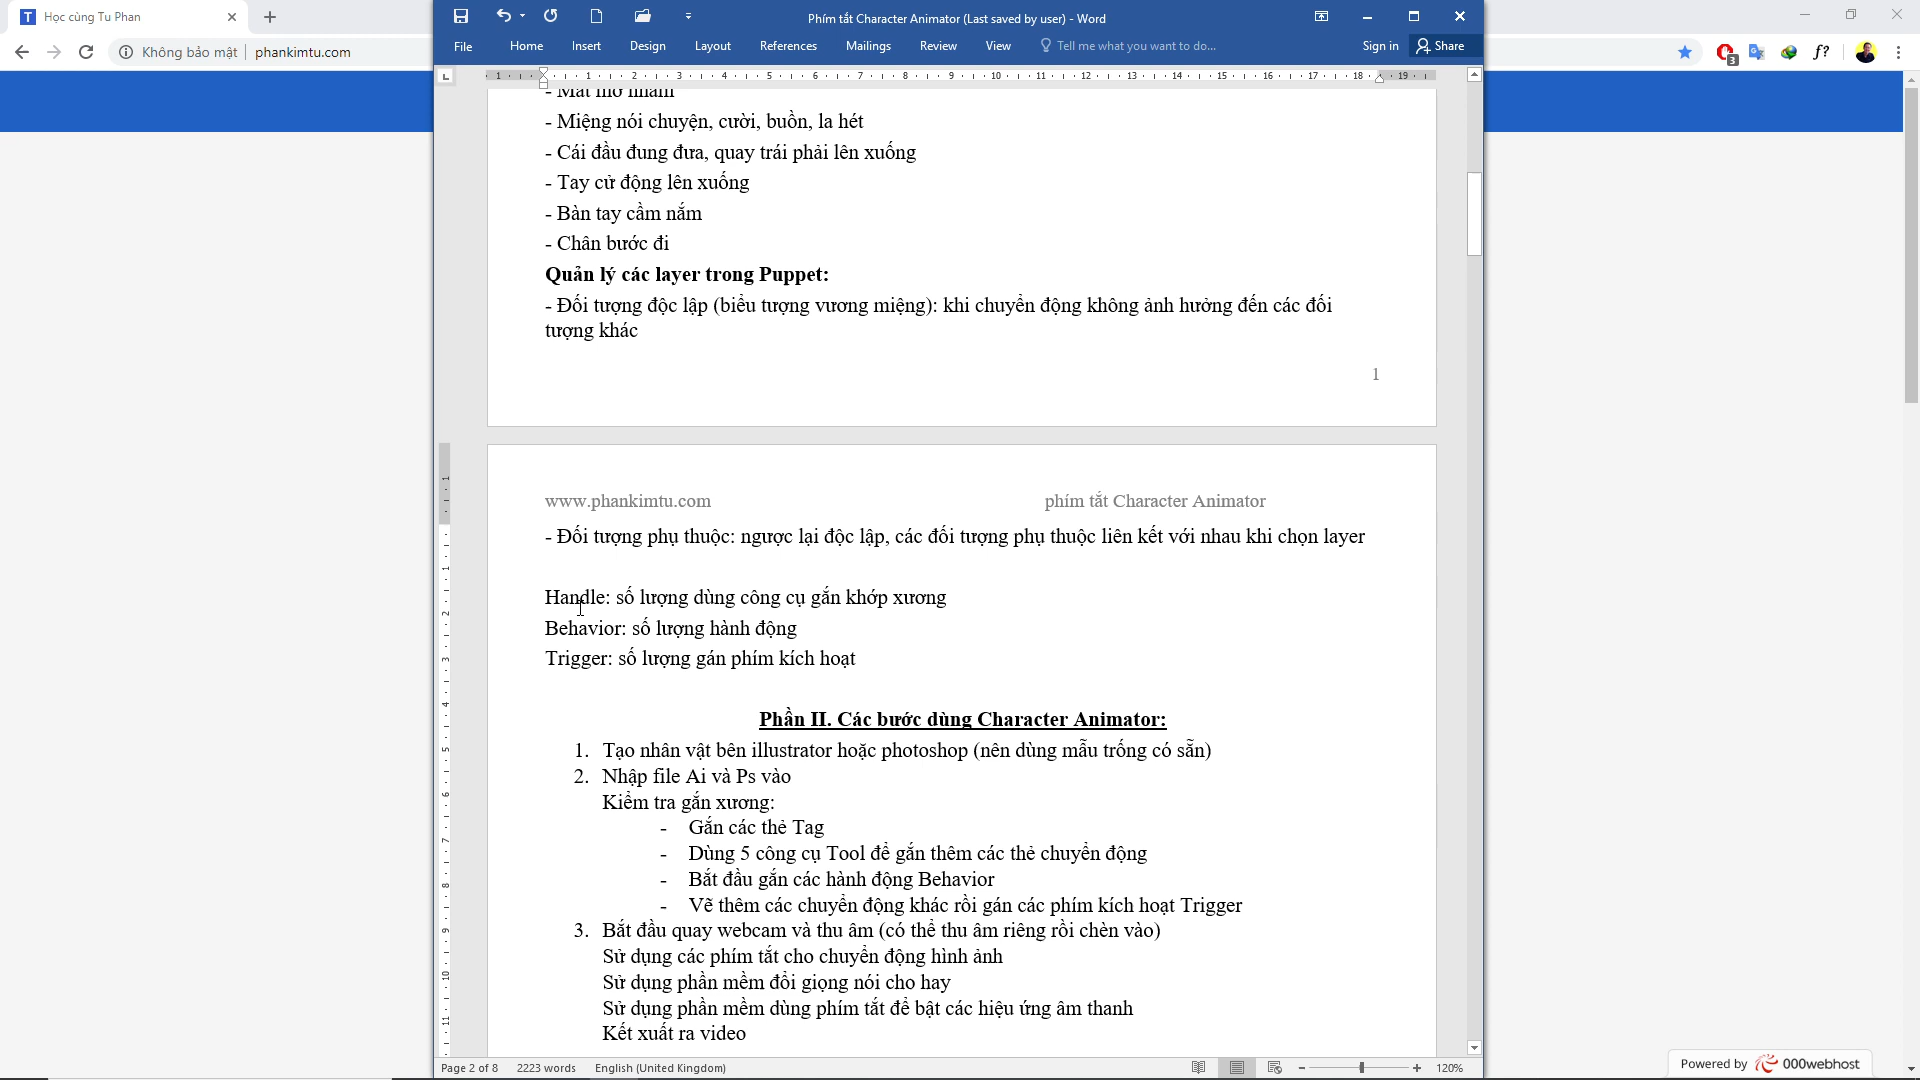 Học cùng Tu Phan
Không bảo mật
phankimtu.com
Phím tắt Character Animator (Last saved by user) - Word
File Home Insert Design Layout References Mailings Review View Tell me what you want to do... Sign in Share
- Miệng nói chuyện, cười, buồn, la hét
- Cái đầu đung đưa, quay trái phải lên xuống
- Tay cử động lên xuống
- Bàn tay cầm nắm
- Chân bước đi
Quản lý các layer trong Puppet:
- Đối tượng độc lập (biểu tượng vương miệng): khi chuyển động không ảnh hưởng đến các đối
tượng khác
1
www.phankimtu.com phím tắt Character Animator
- Đối tượng phụ thuộc: ngược lại độc lập, các đối tượng phụ thuộc liên kết với nhau khi chọn layer
Handle: số lượng dùng công cụ gắn khớp xương
Behavior: số lượng hành động
Trigger: số lượng gán phím kích hoạt
Phần II. Các bước dùng Character Animator:
1. Tạo nhân vật bên illustrator hoặc photoshop (nên dùng mẫu trống có sẵn)
2. Nhập file Ai và Ps vào
Kiểm tra gắn xương:
- Gắn các thẻ Tag
- Dùng 5 công cụ Tool để gắn thêm các thẻ chuyển động
- Bắt đầu gắn các hành động Behavior
- Vẽ thêm các chuyển động khác rồi gán các phím kích hoạt Trigger
3. Bắt đầu quay webcam và thu âm (có thể thu âm riêng rồi chèn vào)
Sử dụng các phím tắt cho chuyển động hình ảnh
Sử dụng phần mềm đổi giọng nói cho hay
Sử dụng phần mềm dùng phím tắt để bật các hiệu ứng âm thanh
Kết xuất ra video
Page 2 of 8 2223 words English (United Kingdom) 120%
Powered by 000webhost